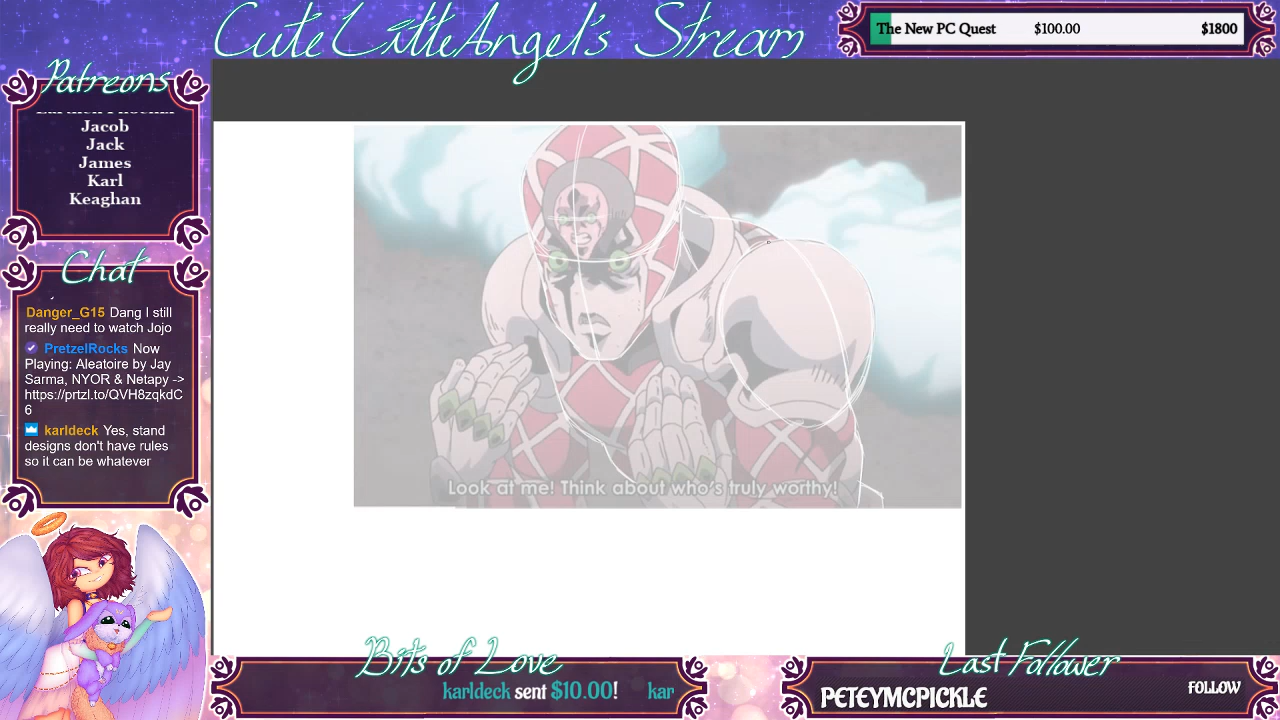 CuteLittleAngel's Stream
The New PC Quest $100.00 $1800
Patreons
Jacob
Jack
James
Karl
Keaghan
Chat
Danger_G15 Dang I still
really need to watch Jojo
PretzelRocks Now
Playing: Aleatoire by Jay
Sarma, NYOR & Netapy ->
https://prtzl.to/QVH8zqkdC
6
karldeck Yes, stand
designs don't have rules
so it can be whatever
Look at me! Think about who's truly worthy!
Bits of Love
karldeck sent $10.00! kar
Last Follower
PETEYMCPICKLE FOLLOW